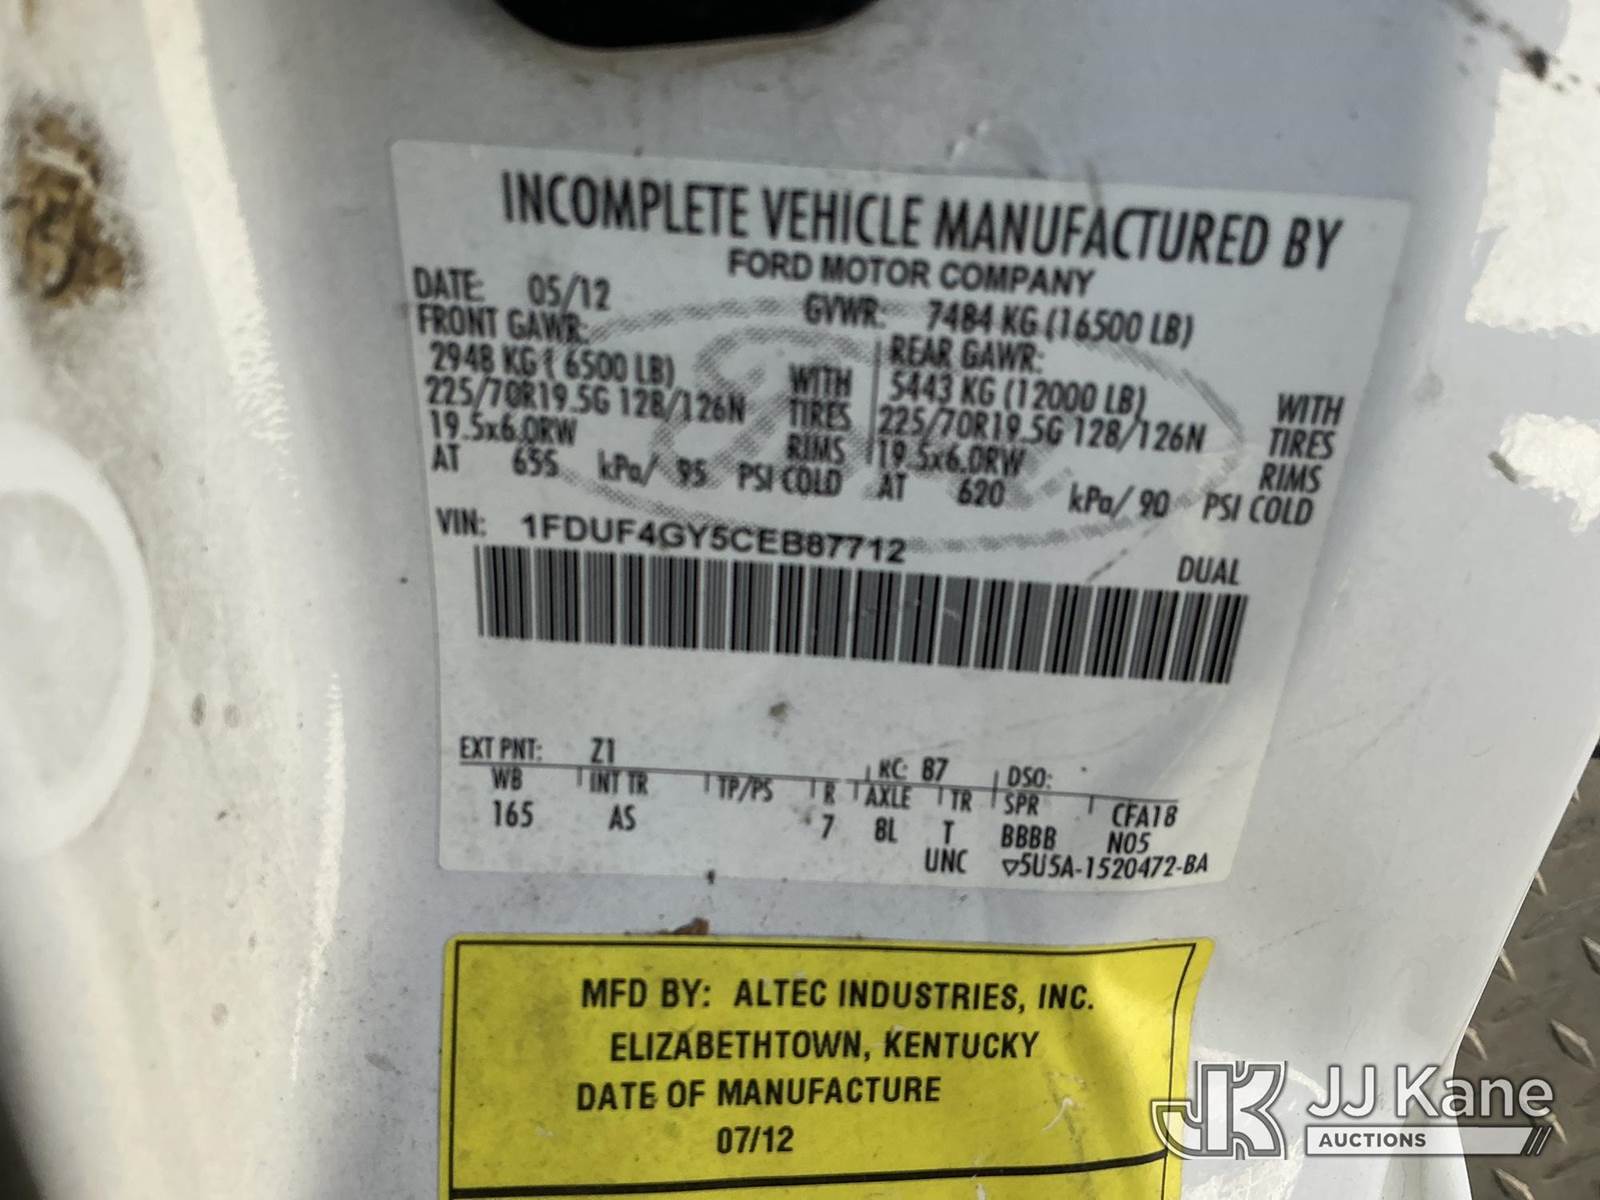 INCOMPLETE VEHICLE MANUFACTURED BY
FORD MOTOR COMPANY
DATE: 05/12 GVWR: 7484 KG (16500 LB)
FRONT GAWR: REAR GAWR:
2948 KG ( 6500 LB) WITH 5443 KG (12000 LB) WITH
225/70R19.5G 128/126N TIRES 225/70R19.5G 128/126N TIRES
19.5x6.0RW RIMS 19.5x6.0RW RIMS
AT 655 kPa/ 95 PSI COLD AT 620 kPa/ 90 PSI COLD
VIN: 1FDUF4GY5CEB87712
DUAL
EXT PNT: Z1 RC: 87 DSO:
WB INT TR TP/PS R AXLE TR SPR CFA18
165 AS 7 8L T BBBB N05
UNC ▽5U5A-1520472-BA
MFD BY: ALTEC INDUSTRIES, INC.
ELIZABETHTOWN, KENTUCKY
DATE OF MANUFACTURE
07/12
JK JJ Kane
AUCTIONS